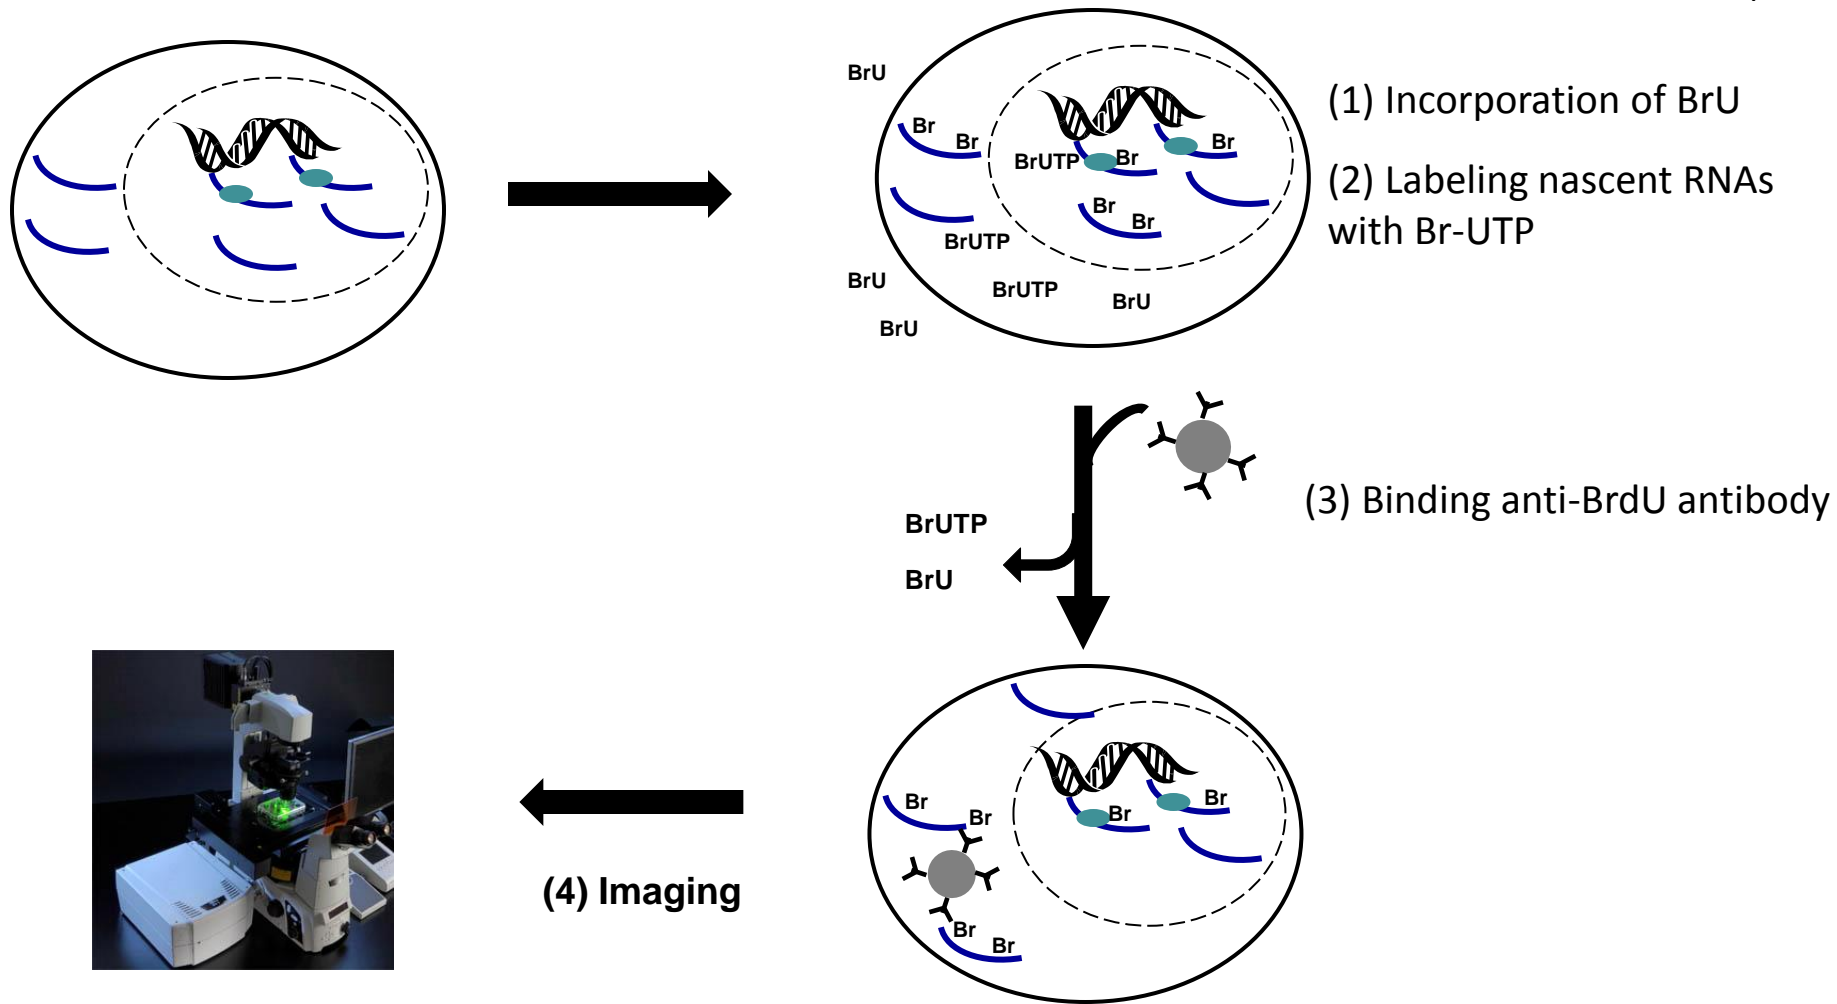 BrU
Br
Br
BrUTP
Br
Br
Br
Br
BrUTP
BrU
BrUTP
BrU
BrU
(1) Incorporation of BrU
(2) Labeling nascent RNAs
with Br-UTP
(3) Binding anti-BrdU antibody
BrUTP
BrU
Br
Br
Br
Br
Br
Br
(4) Imaging